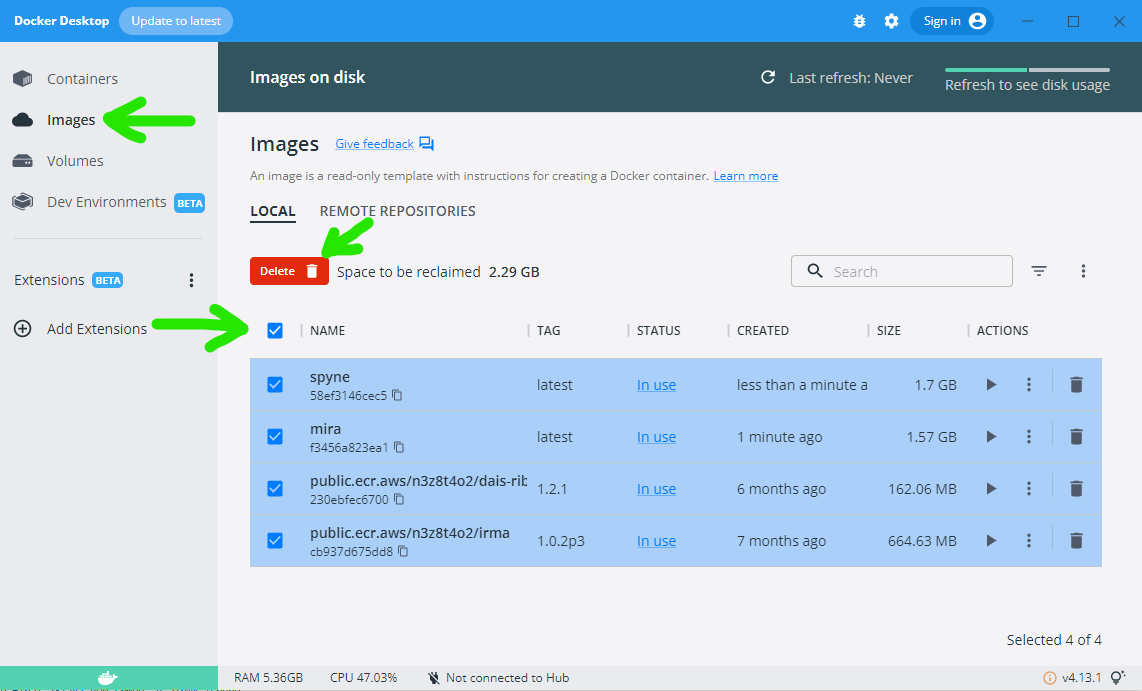 Docker Desktop Update to latest Sign in
Containers
Images
Volumes
Dev Environments BETA
Extensions BETA
Add Extensions
Images on disk Last refresh: Never Refresh to see disk usage
Images Give feedback
An image is a read-only template with instructions for creating a Docker container. Learn more
LOCAL REMOTE REPOSITORIES
Delete Space to be reclaimed 2.29 GB Search
NAME TAG STATUS CREATED SIZE ACTIONS
spyne latest In use less than a minute a 1.7 GB
58ef3146cec5
mira latest In use 1 minute ago 1.57 GB
f3456a823ea1
public.ecr.aws/n3z8t4o2/dais-rib 1.2.1 In use 6 months ago 162.06 MB
230ebfec6700
public.ecr.aws/n3z8t4o2/irma 1.0.2p3 In use 7 months ago 664.63 MB
cb937d675dd8
Selected 4 of 4
RAM 5.36GB CPU 47.03% Not connected to Hub v4.13.1